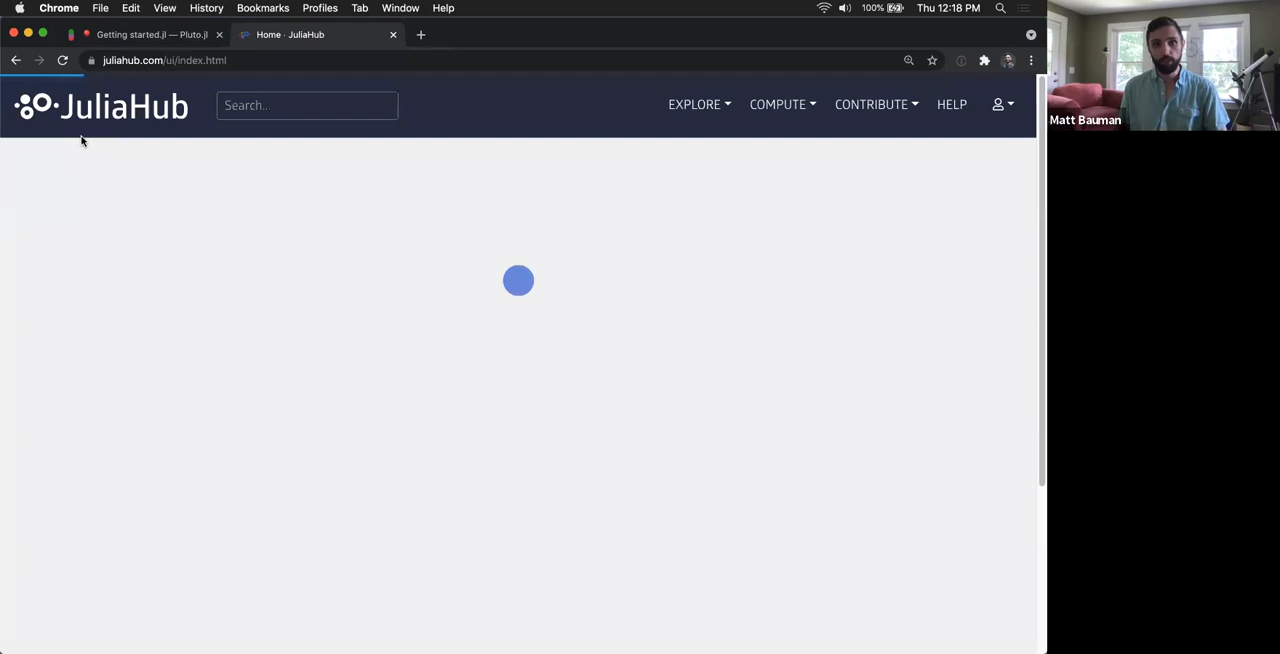 Chrome File Edit View History Bookmarks Profiles Tab Window Help 100% Thu 12:18 PM
Getting started.jl — Pluto.jl Home · JuliaHub
juliahub.com/ui/index.html
JuliaHub Search... EXPLORE COMPUTE CONTRIBUTE HELP
Matt Bauman